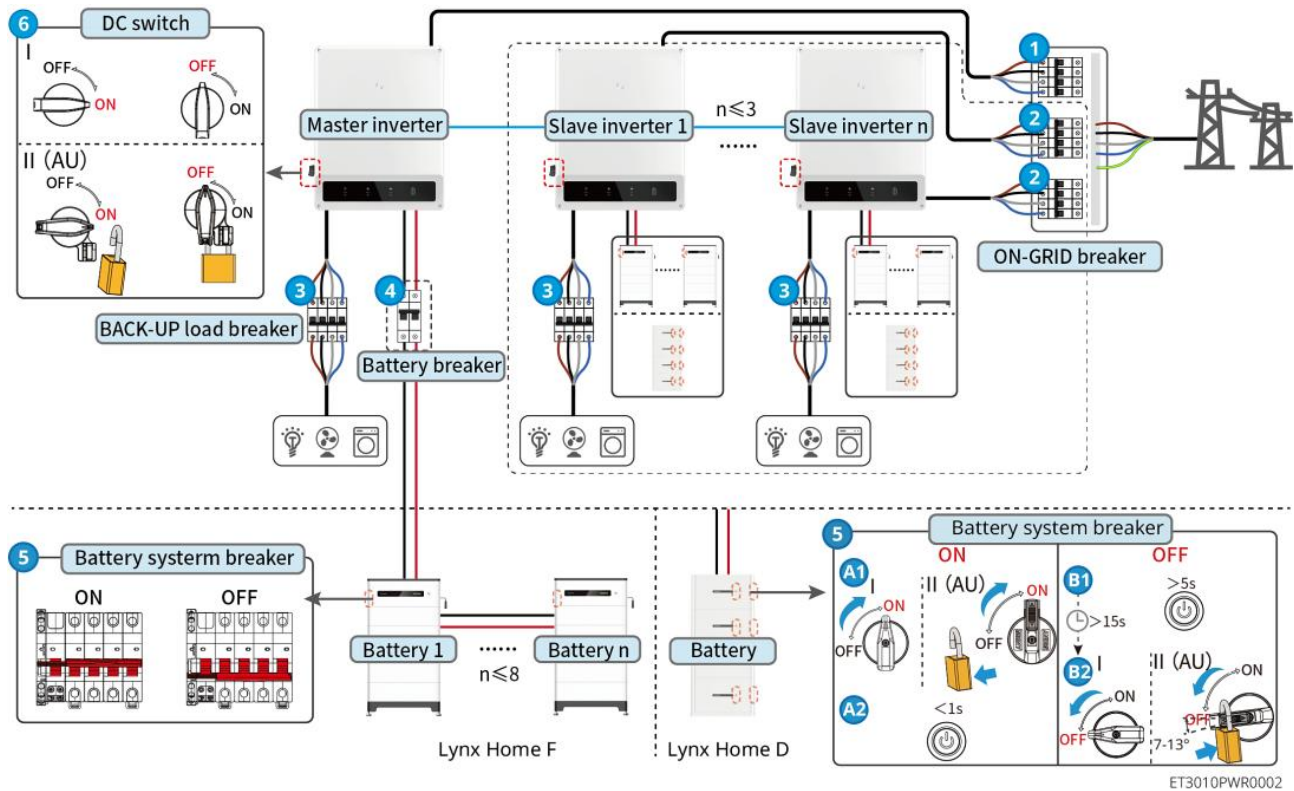 6 DC switch
I
OFF
ON
OFF
ON
II (AU)
OFF
ON
OFF
ON
Master inverter
Slave inverter 1
n≤3
......
Slave inverter n
1
2
2
ON-GRID breaker
3
BACK-UP load breaker
4
Battery breaker
3
......
3
......
5 Battery systerm breaker
ON
OFF
Battery 1
......
n≤8
Battery n
Lynx Home F
Battery
Lynx Home D
5 Battery system breaker
ON
A1
I
ON
OFF
II (AU)
ON
OFF
A2
<1s
OFF
B1
>5s
>15s
B2
I
ON
OFF
II (AU)
ON
OFF
7-13°
ET3010PWR0002